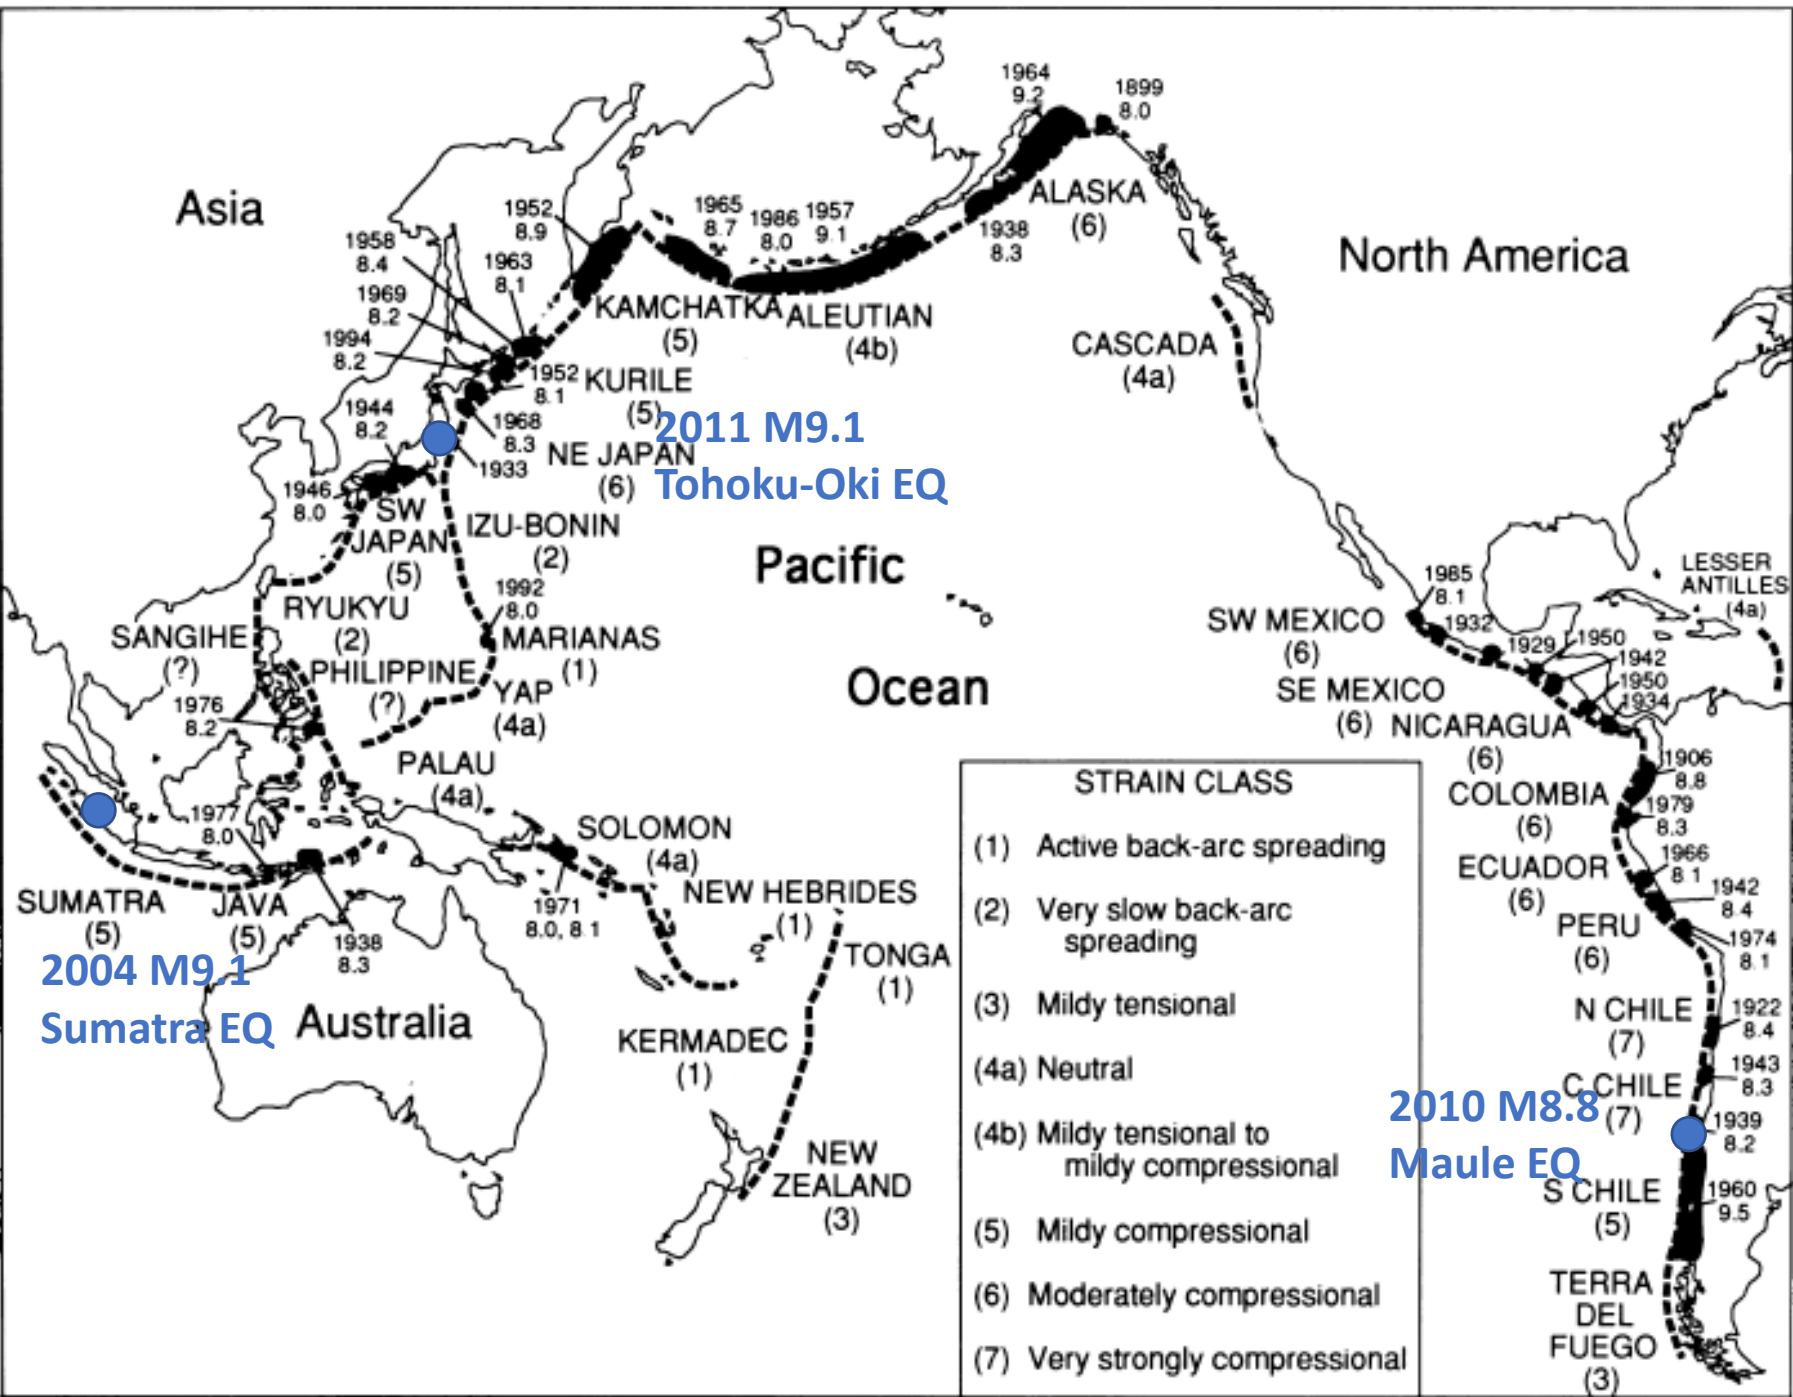 1964
9.2
1899
8.0
Asia
ALASKA
(6)
1952
8.9
1965
8.7
1986
8.0
1957
9.1
1938
8.3
North America
1958
8.4
1963
8.1
1969
8.2
KAMCHATKA
(5)
ALEUTIAN
(4b)
CASCADA
(4a)
1994
8.2
1952
8.1
KURILE
(5)
1944
8.2
1968
8.3
2011 M9.1
Tohoku-Oki EQ
1933
NE JAPAN
(6)
1946
8.0
SW
JAPAN
(5)
IZU-BONIN
(2)
Pacific
Ocean
1992
8.0
RYUKYU
(2)
SANGIHE
(?)
MARIANAS
(1)
PHILIPPINE
(?)
YAP
(4a)
1976
8.2
PALAU
(4a)
LESSER
ANTILLES
(4a)
1985
8.1
1932
SW MEXICO
(6)
1929
1950
1942
1950
1934
SE MEXICO
(6)
NICARAGUA
(6)
1906
8.8
COLOMBIA
(6)
1979
8.3
1966
8.1
ECUADOR
(6)
1942
8.4
PERU
(6)
1974
8.1
N CHILE
(7)
1922
8.4
C CHILE
(7)
1943
8.3
2010 M8.8
Maule EQ
1939
8.2
S CHILE
(5)
1960
9.5
TERRA
DEL
FUEGO
(3)
1977
8.0
SOLOMON
(4a)
SUMATRA
(5)
JAVA
(5)
1938
8.3
1971
8.0, 8.1
NEW HEBRIDES
(1)
TONGA
(1)
2004 M9.1
Sumatra EQ
Australia
KERMADEC
(1)
NEW
ZEALAND
(3)
STRAIN CLASS
(1) Active back-arc spreading
(2) Very slow back-arc
spreading
(3) Mildy tensional
(4a) Neutral
(4b) Mildy tensional to
mildy compressional
(5) Mildy compressional
(6) Moderately compressional
(7) Very strongly compressional